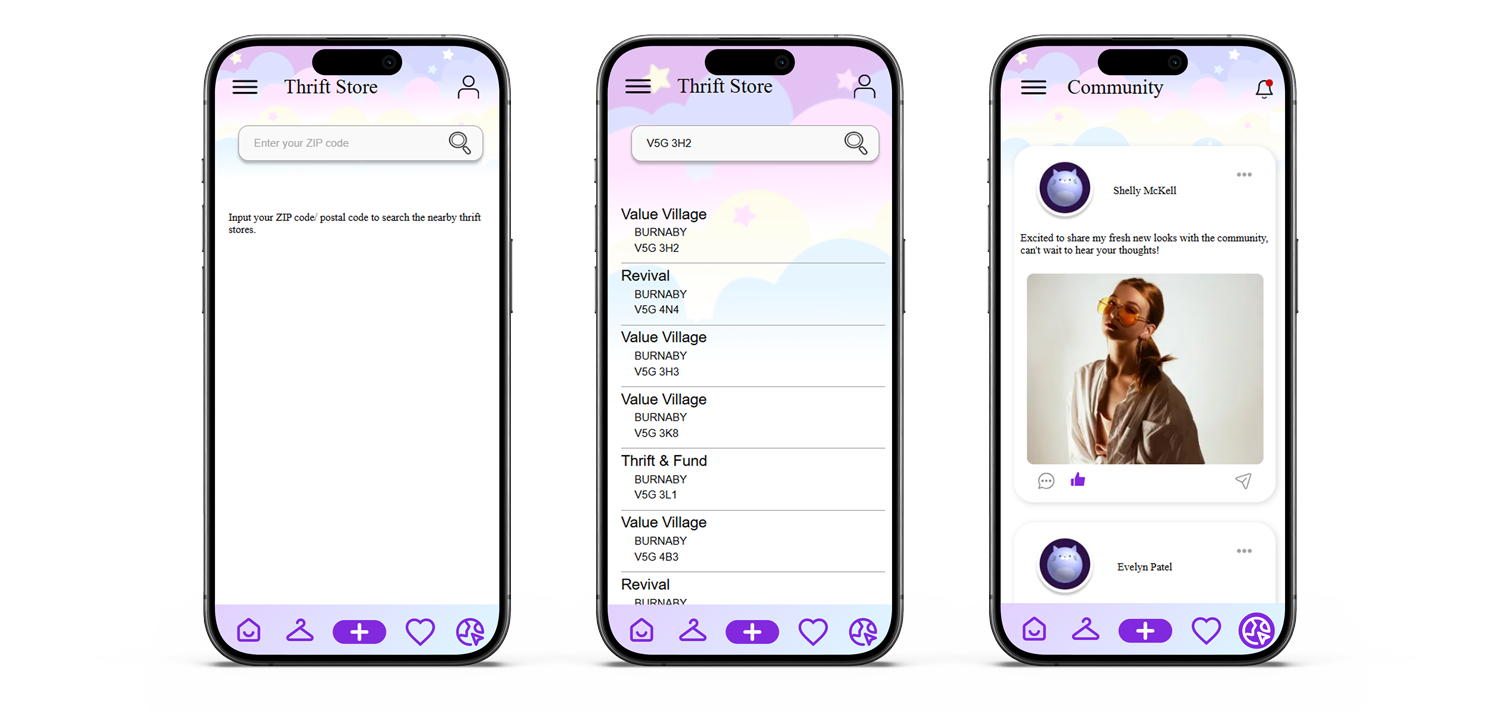 Thrift Store
Enter your ZIP code
Input your ZIP code/ postal code to search the nearby thrift
stores.
Thrift Store
V5G 3H2
Value Village
BURNABY
V5G 3H2
Revival
BURNABY
V5G 4N4
Value Village
BURNABY
V5G 3H3
Value Village
BURNABY
V5G 3K8
Thrift & Fund
BURNABY
V5G 3L1
Value Village
BURNABY
V5G 4B3
Revival
BURNABY
Community
Shelly McKell
Excited to share my fresh new looks with the community,
can't wait to hear your thoughts!
Evelyn Patel